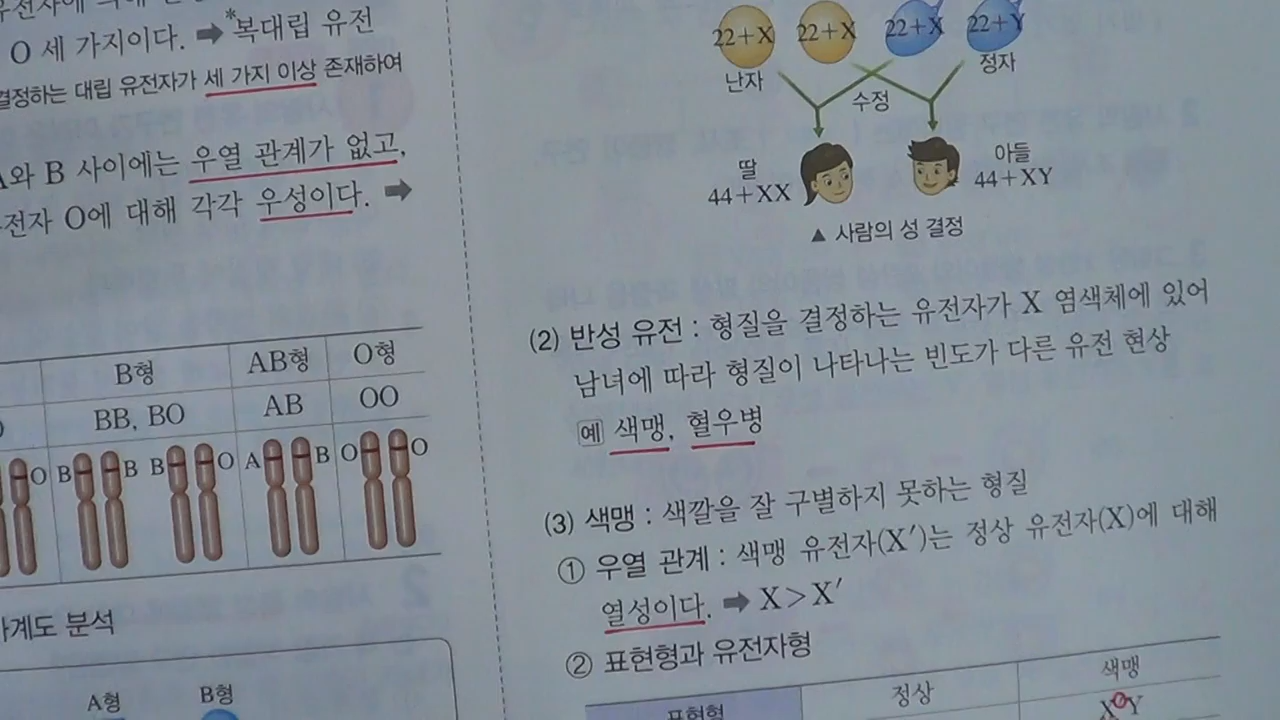 O 세 가지이다. ➡ *복대립 유전
결정하는 대립 유전자가 세 가지 이상 존재하여
A와 B 사이에는 우열 관계가 없고,
유전자 O에 대해 각각 우성이다. ➡
B형 AB형 O형
BB, BO AB OO
O B B B O A B O O
가계도 분석
A형 B형
22+X 22+X 22+X 22+Y
난자 수정 정자
딸 아들
44+XX 44+XY
▲ 사람의 성 결정
(2) 반성 유전 : 형질을 결정하는 유전자가 X 염색체에 있어
남녀에 따라 형질이 나타나는 빈도가 다른 유전 현상
예 색맹, 혈우병
(3) 색맹 : 색깔을 잘 구별하지 못하는 형질
① 우열 관계 : 색맹 유전자(X′)는 정상 유전자(X)에 대해
열성이다. ➡ X>X′
② 표현형과 유전자형
표현형 정상 색맹